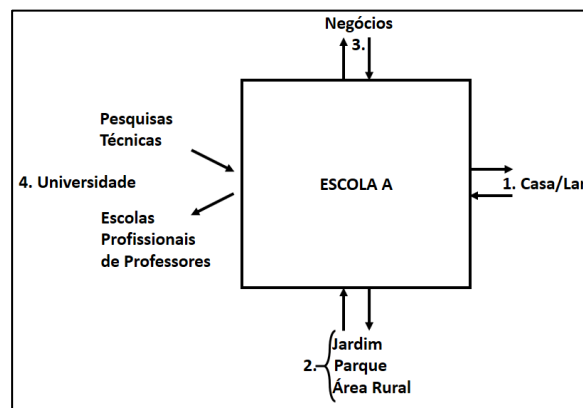 Negócios
3.
Pesquisas
Técnicas
4. Universidade
ESCOLA A
1. Casa/Lar
Escolas
Profissionais
de Professores
Jardim
2. Parque
Área Rural